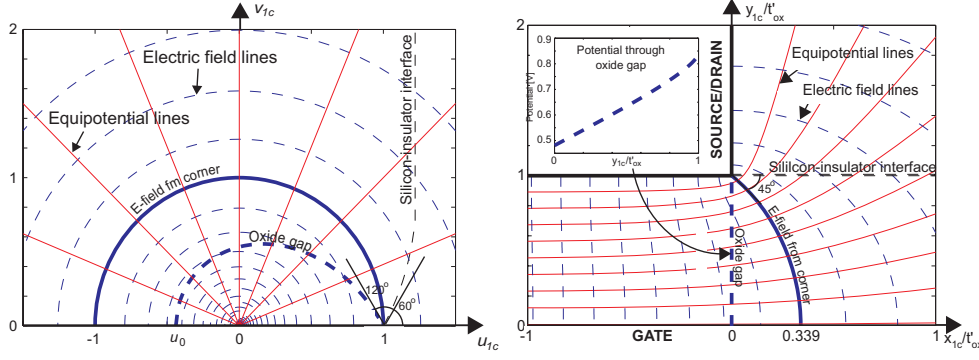 v1c
2
1
0
-1
0
1
u0
u1c
Electric field lines
Equipotential lines
Silicon-insulator interface
E-field fm corner
Oxide gap
120°
60°
y1c/t'ox
2
1
0
-1
0
0.339
1
x1c/t'ox
GATE
SOURCE/DRAIN
Potential through
oxide gap
Potential [V]
0.9
0.8
0.7
0.6
0.5
0
y1c/t'ox
1
Equipotential lines
Electric field lines
Sililicon-insulator interface
45°
E-field from corner
Oxide gap